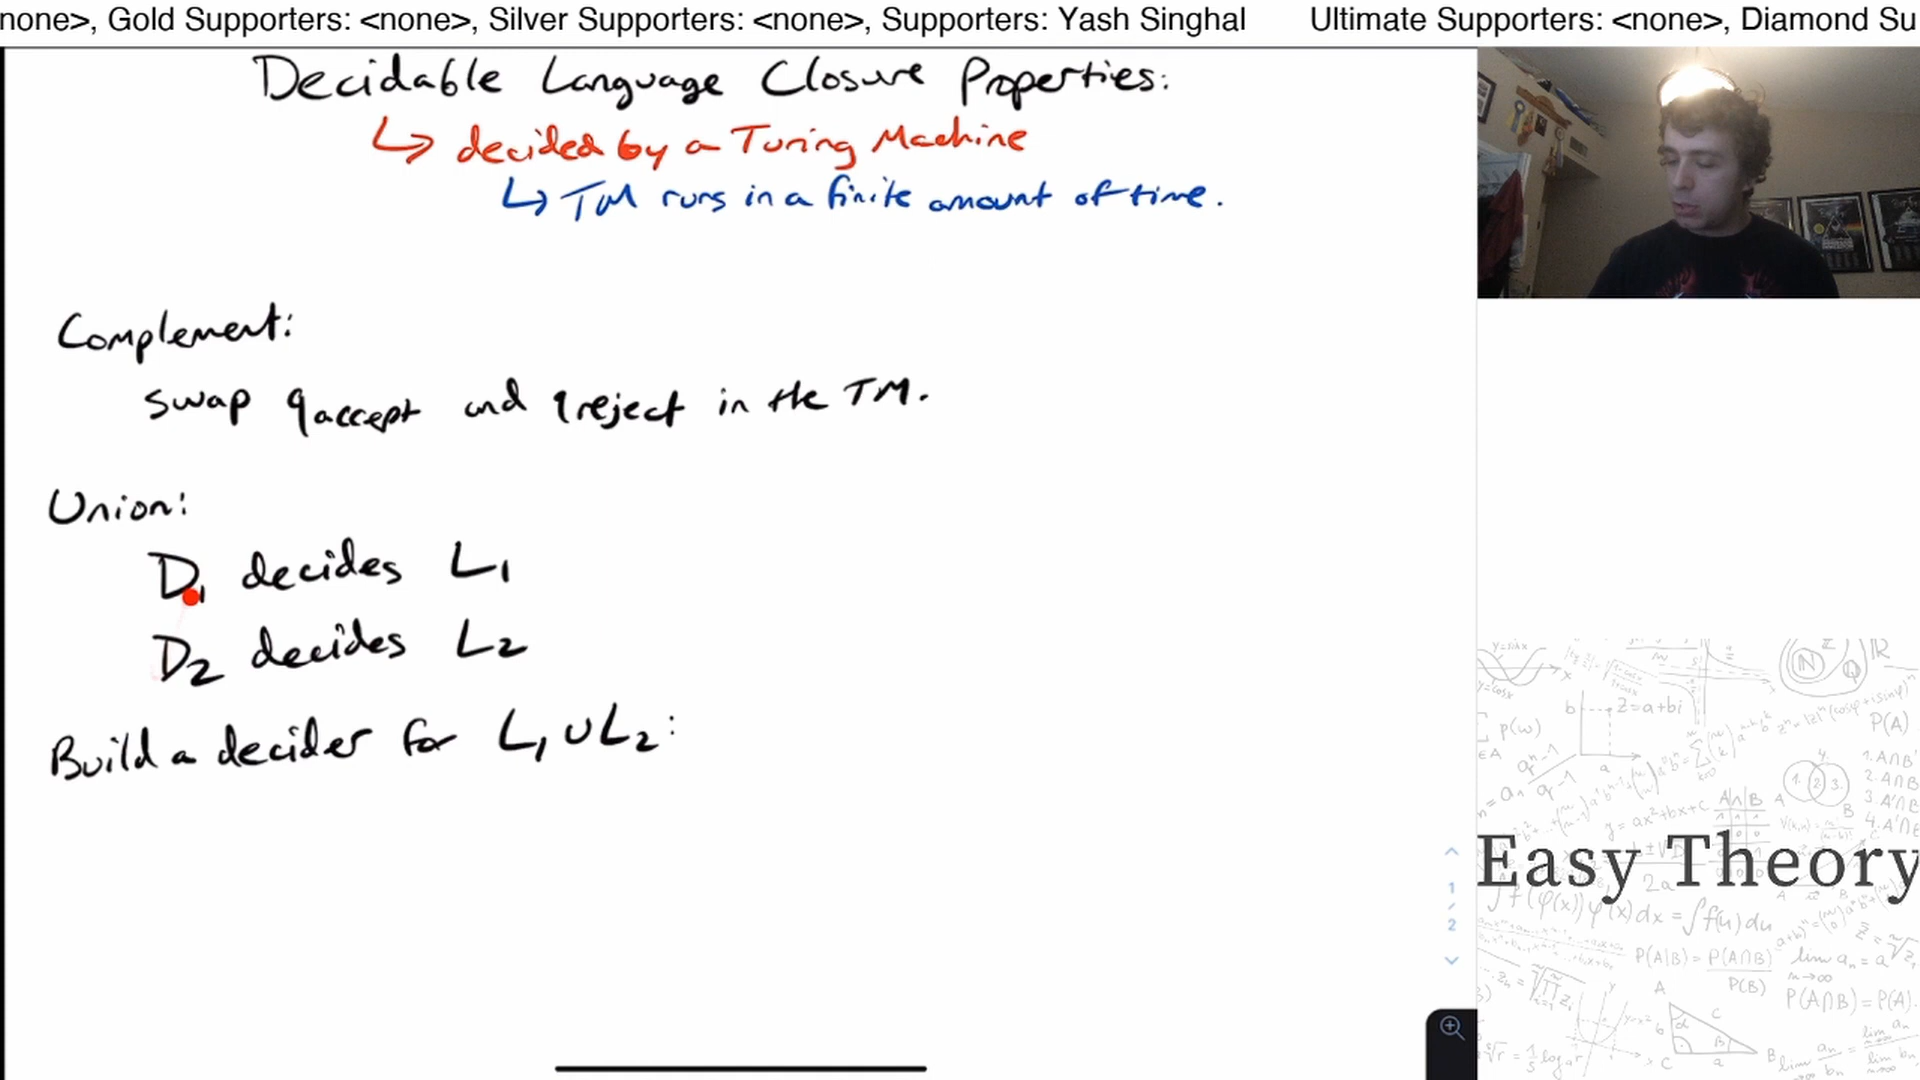 none>, Gold Supporters: <none>, Silver Supporters: <none>, Supporters: Yash Singhal Ultimate Supporters: <none>, Diamond Su
Decidable Language Closure Properties:
↳ decided by a Turing Machine
↳ TM runs in a finite amount of time.
Complement:
swap qaccept and qreject in the TM.
Union:
D1 decides L1
D2 decides L2
Build a decider for L1 ∪ L2:
1
2
Easy Theory